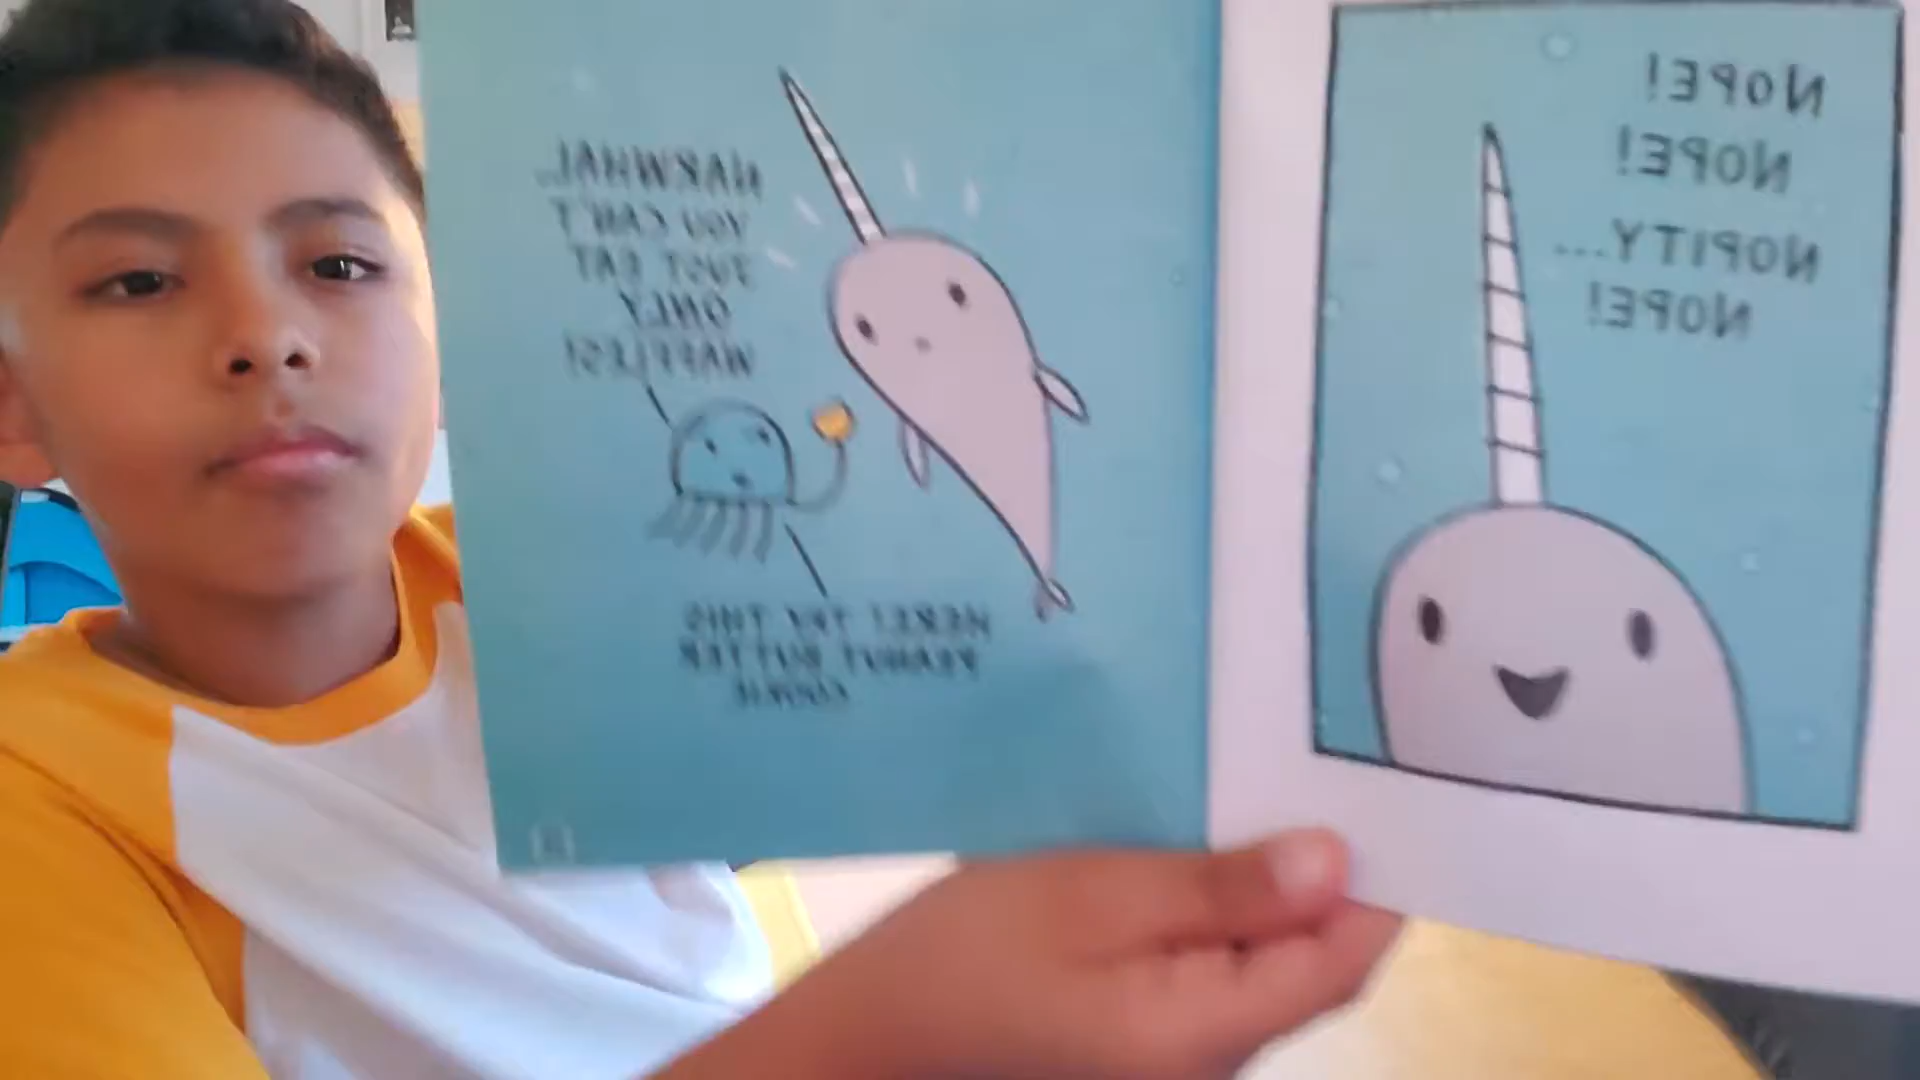 NOPE!
NOPE!
NOPITY...
NOPE!
NARWHAL,
YOU CAN'T
JUST EAT
ONLY
WAFFLES!
HERE! TRY THIS
PEANUT BUTTER
COOKIE